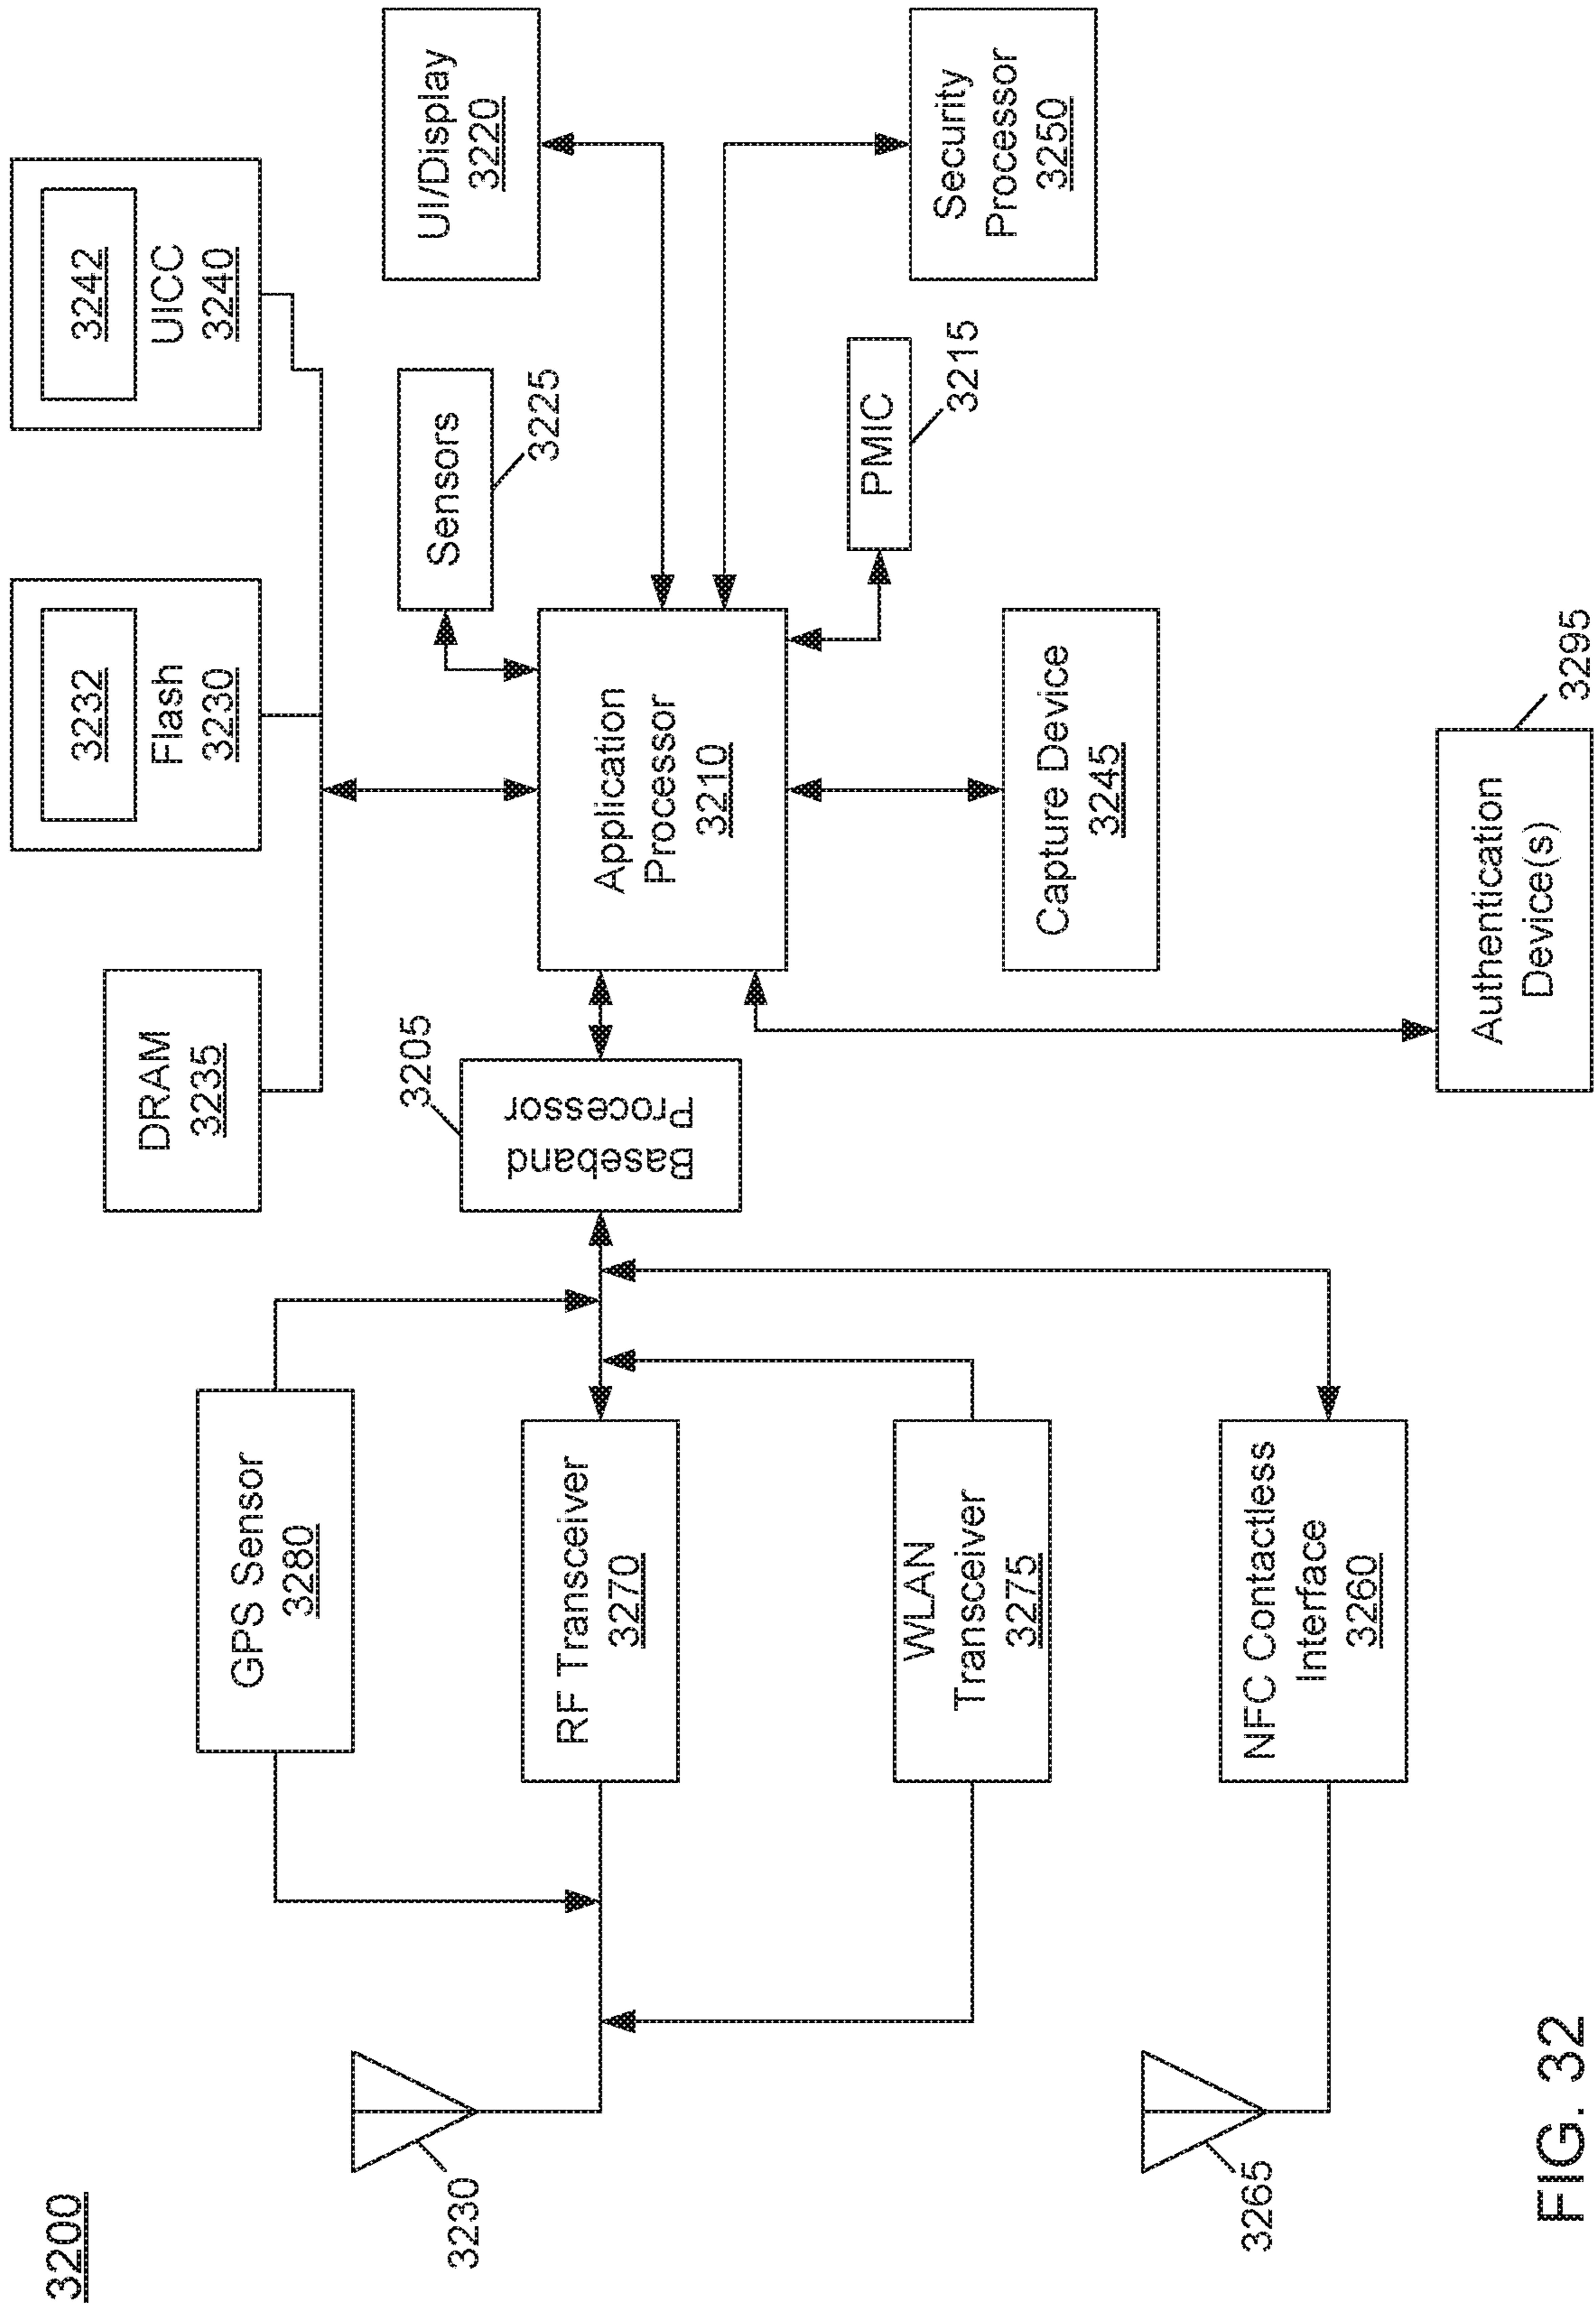 3200
DRAM
3235
3232
Flash
3230
3242
UICC
3240
GPS Sensor
3280
3230
RF Transceiver
3270
3205
Baseband
Processor
Sensors
3225
UI/Display
3220
Application
Processor
3210
WLAN
Transceiver
3275
PMIC
3215
Security
Processor
3250
Capture Device
3245
3265
NFC Contactless
Interface
3260
Authentication
Device(s)
3295
FIG. 32